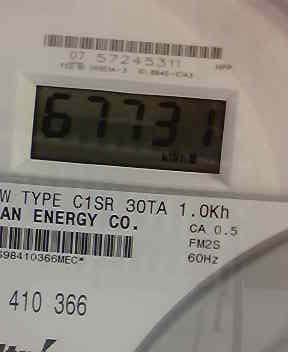 07 57245311
67731
kWh
W TYPE C1SR 30TA 1.0Kh
AN ENERGY CO.
CA 0.5
FM2S
60Hz
98410366MEC*
410 366